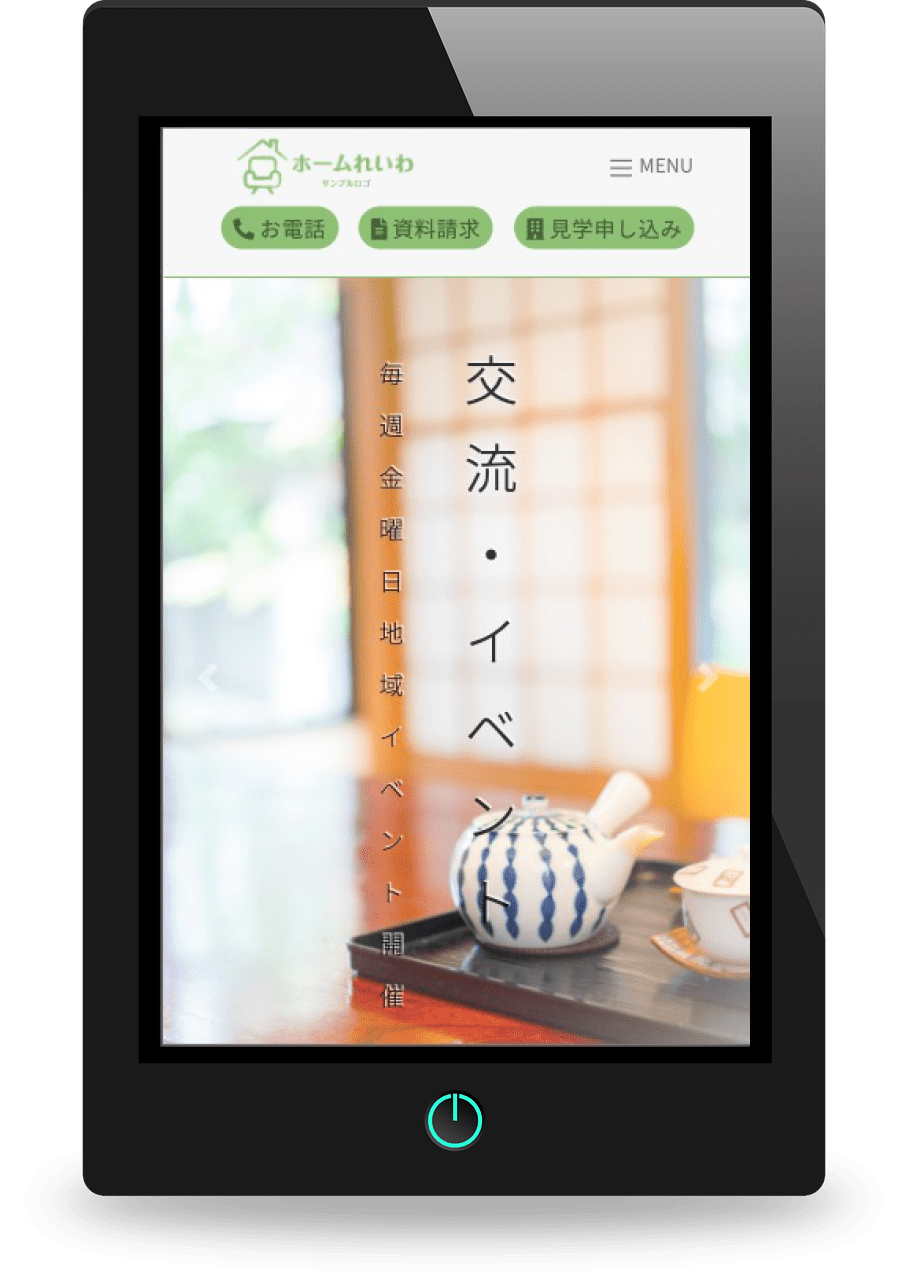 ホームれいわ
サンプルロゴ
MENU
お電話
資料請求
見学申し込み
交流・イベント
毎週金曜日地域イベント開催